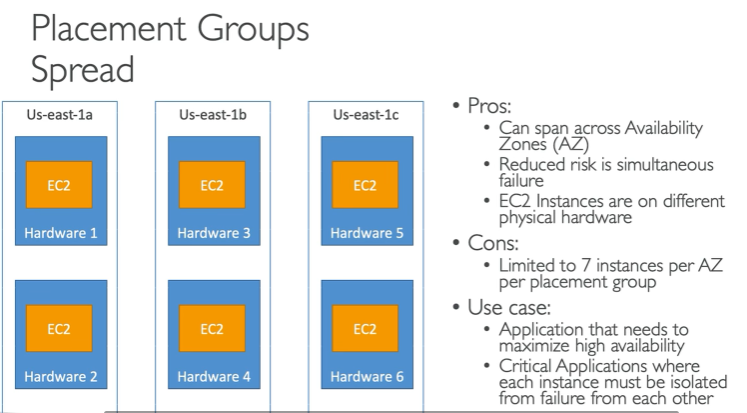 Placement Groups
Spread
Us-east-1a
EC2
Hardware 1
EC2
Hardware 2
Us-east-1b
EC2
Hardware 3
EC2
Hardware 4
Us-east-1c
EC2
Hardware 5
EC2
Hardware 6
• Pros:
• Can span across Availability
Zones (AZ)
• Reduced risk is simultaneous
failure
• EC2 Instances are on different
physical hardware
• Cons:
• Limited to 7 instances per AZ
per placement group
• Use case:
• Application that needs to
maximize high availability
• Critical Applications where
each instance must be isolated
from failure from each other